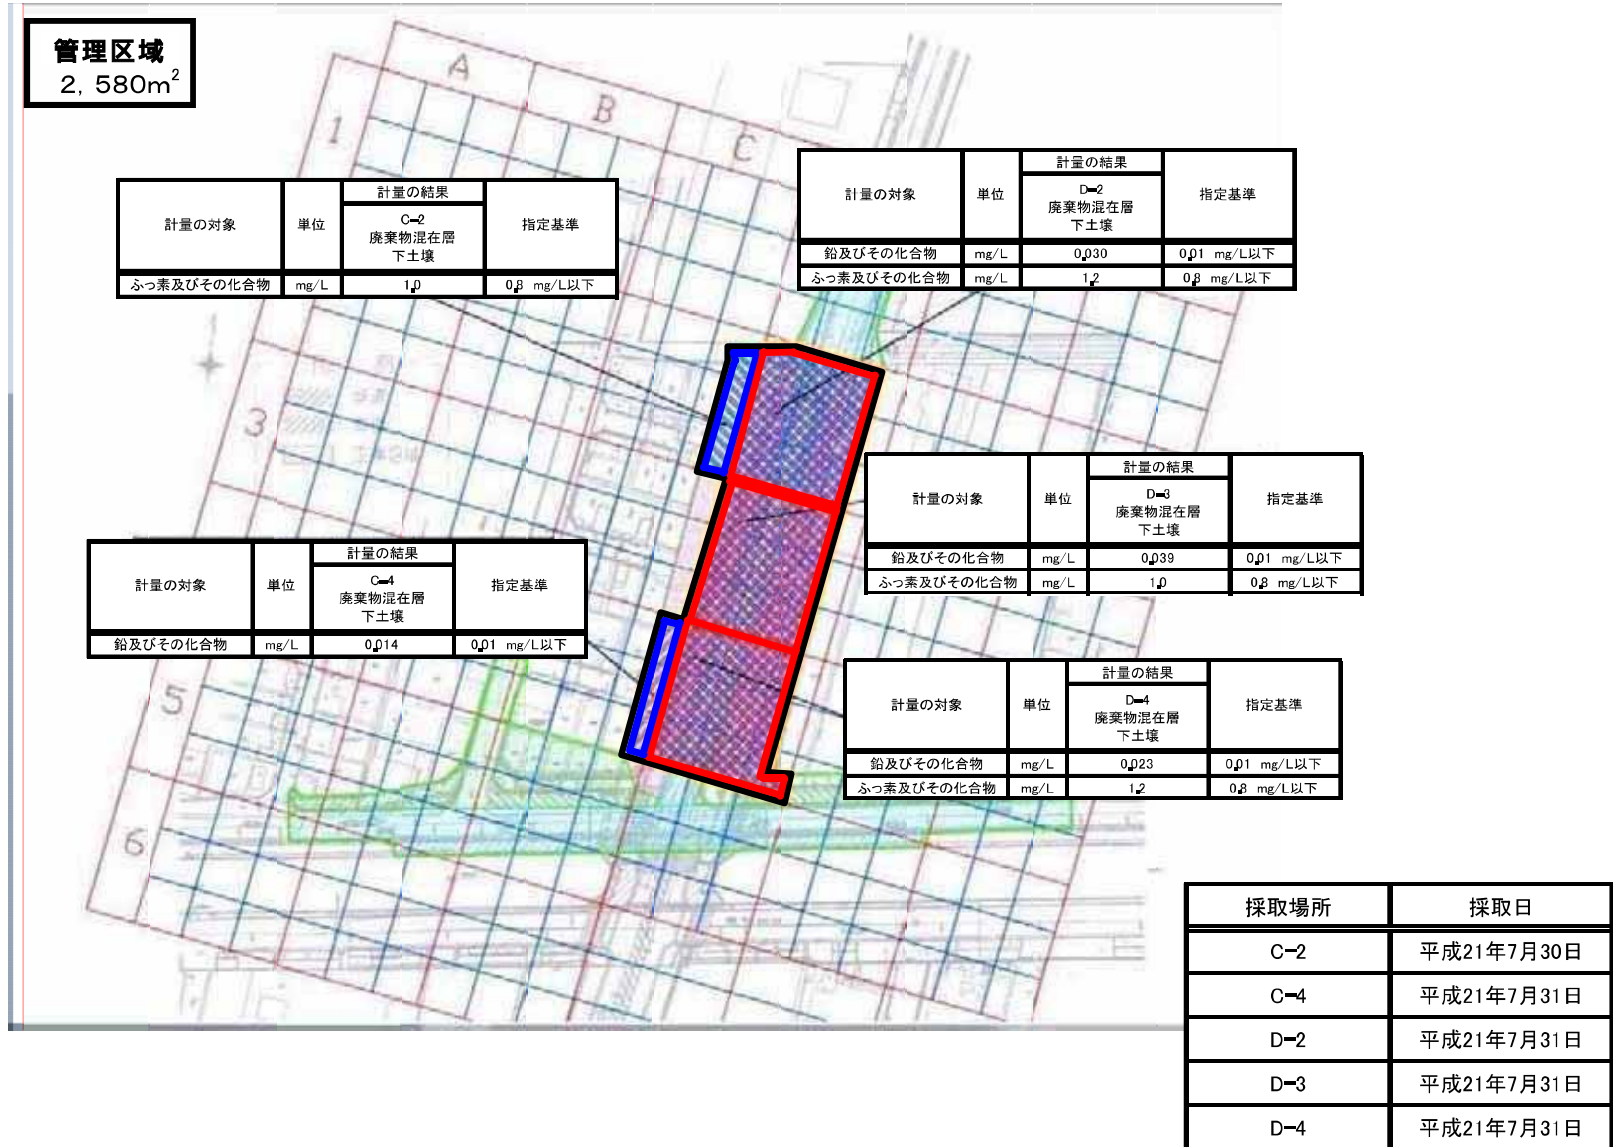 管理区域
2,580m²
A
B
C
1
3
5
6
計量の対象 単位 計量の結果 指定基準
C-2
廃棄物混在層
下土壌
ふっ素及びその化合物 mg/L 1.0 0.8 mg/L以下
計量の対象 単位 計量の結果 指定基準
D-2
廃棄物混在層
下土壌
鉛及びその化合物 mg/L 0.030 0.01 mg/L以下
ふっ素及びその化合物 mg/L 1.2 0.8 mg/L以下
計量の対象 単位 計量の結果 指定基準
D-3
廃棄物混在層
下土壌
鉛及びその化合物 mg/L 0.039 0.01 mg/L以下
ふっ素及びその化合物 mg/L 1.0 0.8 mg/L以下
計量の対象 単位 計量の結果 指定基準
C-4
廃棄物混在層
下土壌
鉛及びその化合物 mg/L 0.014 0.01 mg/L以下
計量の対象 単位 計量の結果 指定基準
D-4
廃棄物混在層
下土壌
鉛及びその化合物 mg/L 0.023 0.01 mg/L以下
ふっ素及びその化合物 mg/L 1.2 0.8 mg/L以下
採取場所 採取日
C-2 平成21年7月30日
C-4 平成21年7月31日
D-2 平成21年7月31日
D-3 平成21年7月31日
D-4 平成21年7月31日